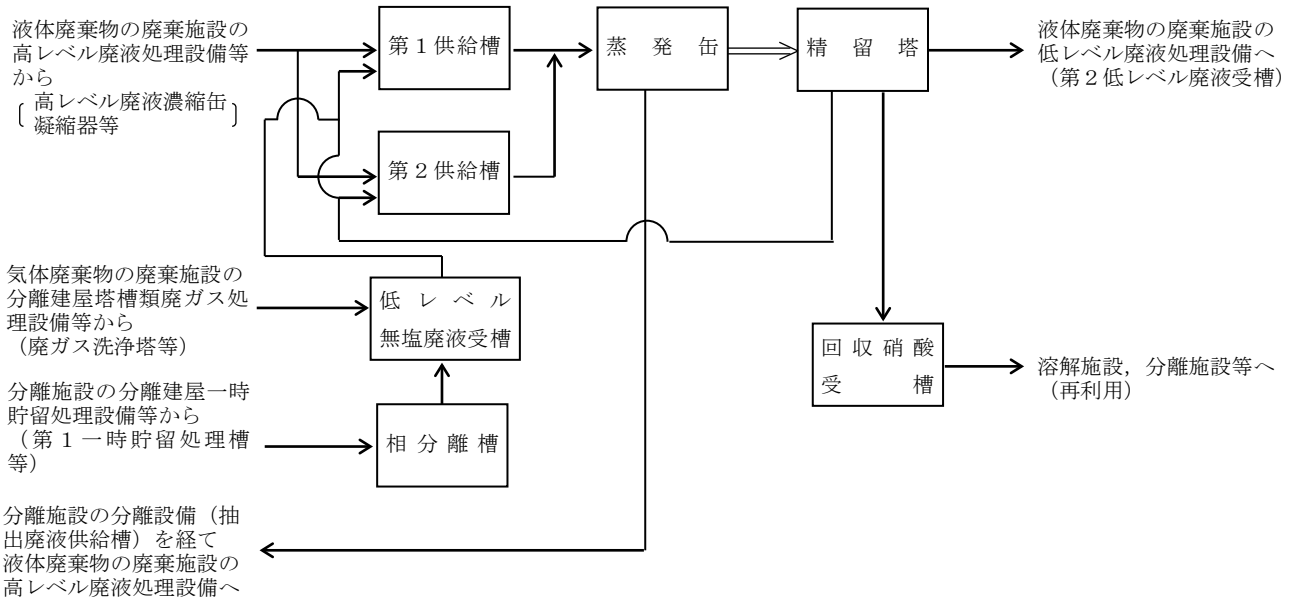 液体廃棄物の廃棄施設の
高レベル廃液処理設備等
から
高レベル廃液濃縮缶
凝縮器等
第１供給槽
第２供給槽
蒸発缶
精留塔
液体廃棄物の廃棄施設の
低レベル廃液処理設備へ
（第２低レベル廃液受槽）
気体廃棄物の廃棄施設の
分離建屋塔槽類廃ガス処
理設備等から
（廃ガス洗浄塔等）
低レベル
無塩廃液受槽
回収硝酸
受槽
溶解施設，分離施設等へ
（再利用）
分離施設の分離建屋一時
貯留処理設備等から
（第１一時貯留処理槽
等）
相分離槽
分離施設の分離設備（抽
出廃液供給槽）を経て
液体廃棄物の廃棄施設の
高レベル廃液処理設備へ